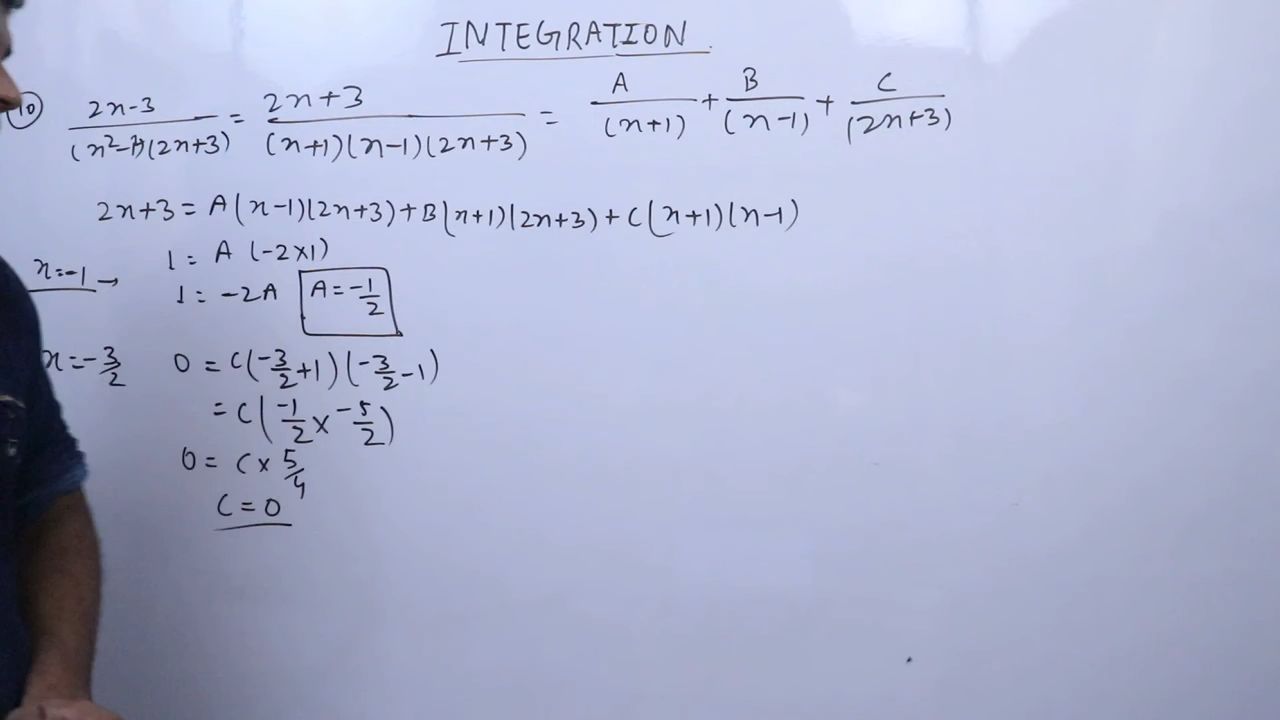 INTEGRATION
10 2x-3/(x²-1)(2x+3) = 2x+3/(x+1)(x-1)(2x+3) = A/(x+1) + B/(x-1) + C/(2x+3)
2x+3 = A(x-1)(2x+3)+B(x+1)(2x+3)+C(x+1)(x-1)
x=-1 → 1 = A (-2×1)
1 = -2A A=-1/2
x=-3/2 0 = C(-3/2+1)(-3/2-1)
= C(-1/2 × -5/2)
0 = C × 5/4
C = 0